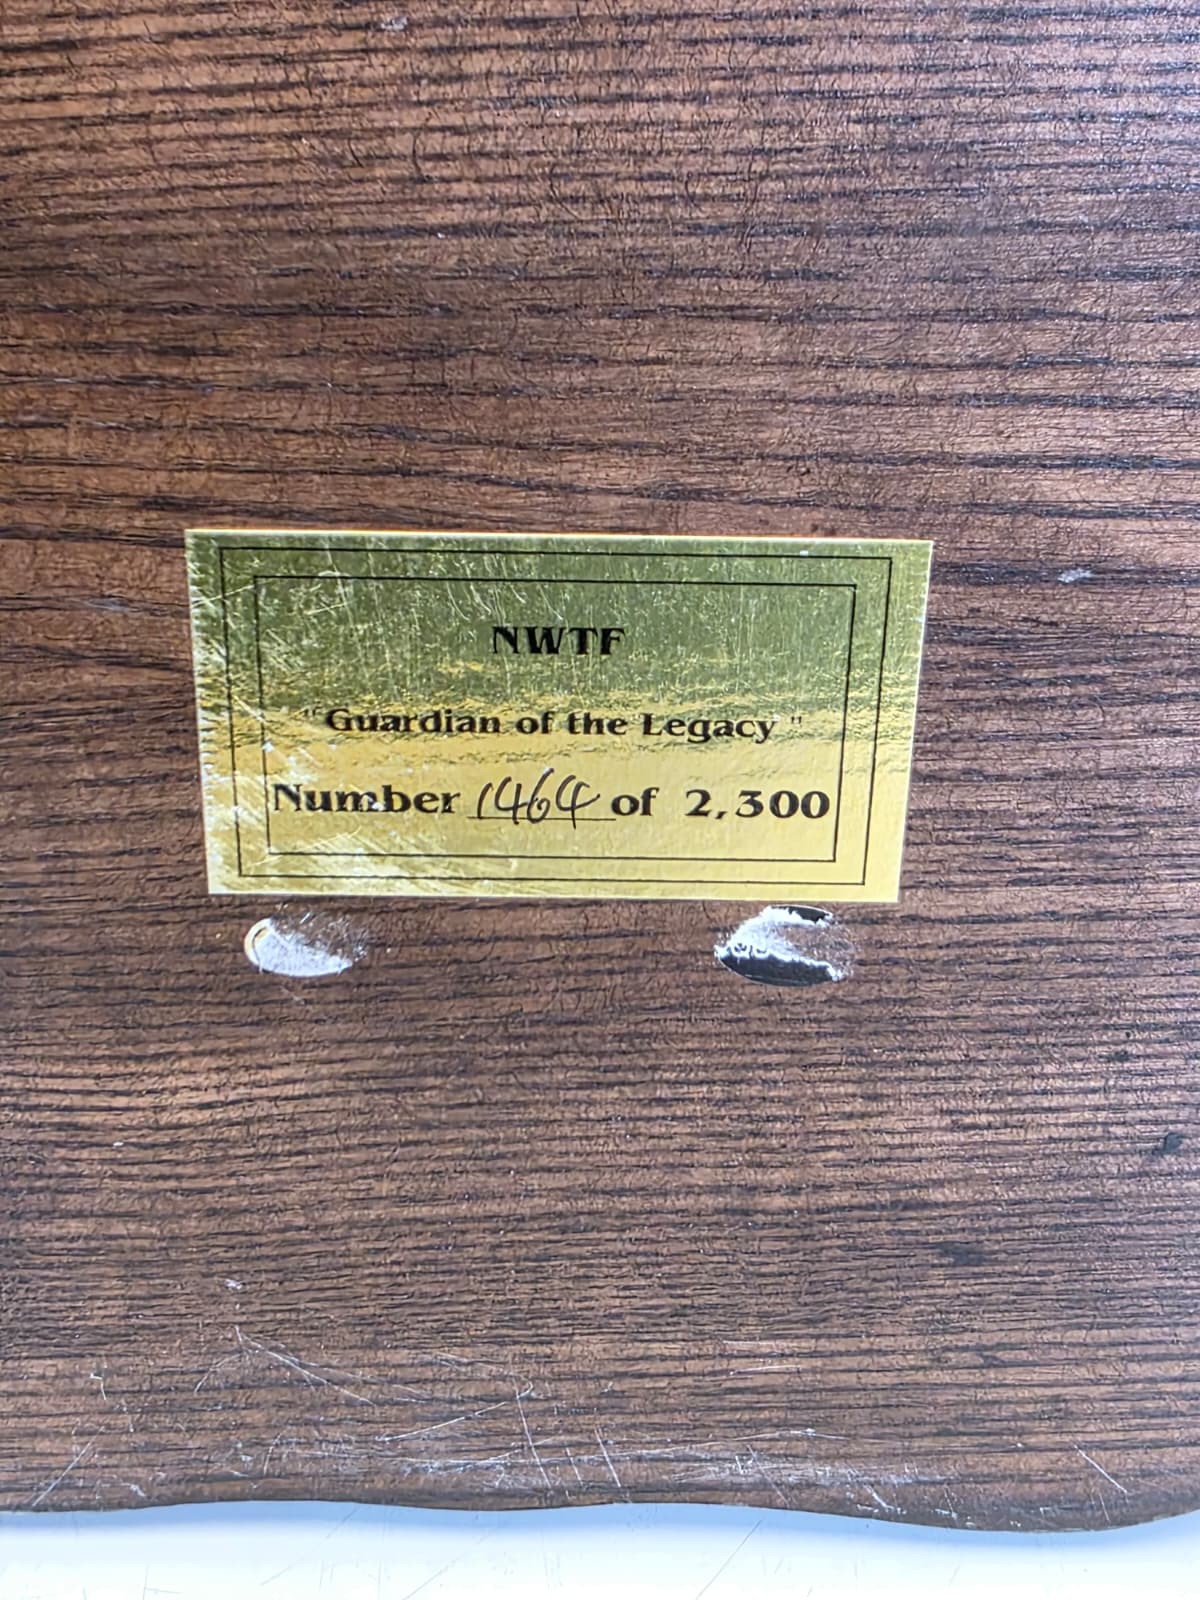 NWTF
"Guardian of the Legacy"
Number 1464 of 2,300